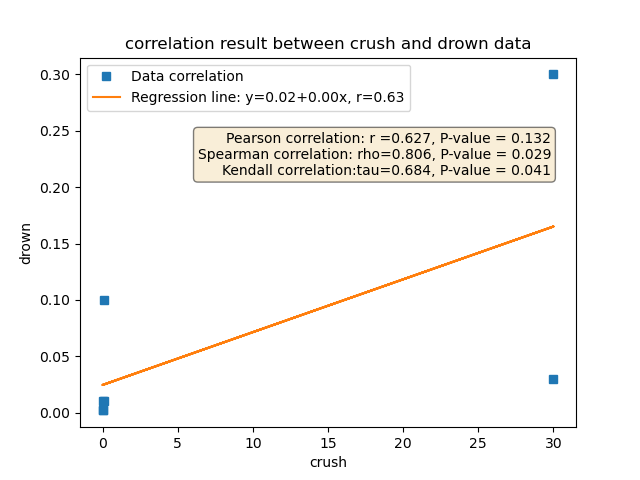 correlation result between crush and drown data
Data correlation
Regression line: y=0.02+0.00x, r=0.63
Pearson correlation: r =0.627, P-value = 0.132
Spearman correlation: rho=0.806, P-value = 0.029
Kendall correlation:tau=0.684, P-value = 0.041
0.30
0.25
0.20
0.15
0.10
0.05
0.00
drown
0 5 10 15 20 25 30
crush